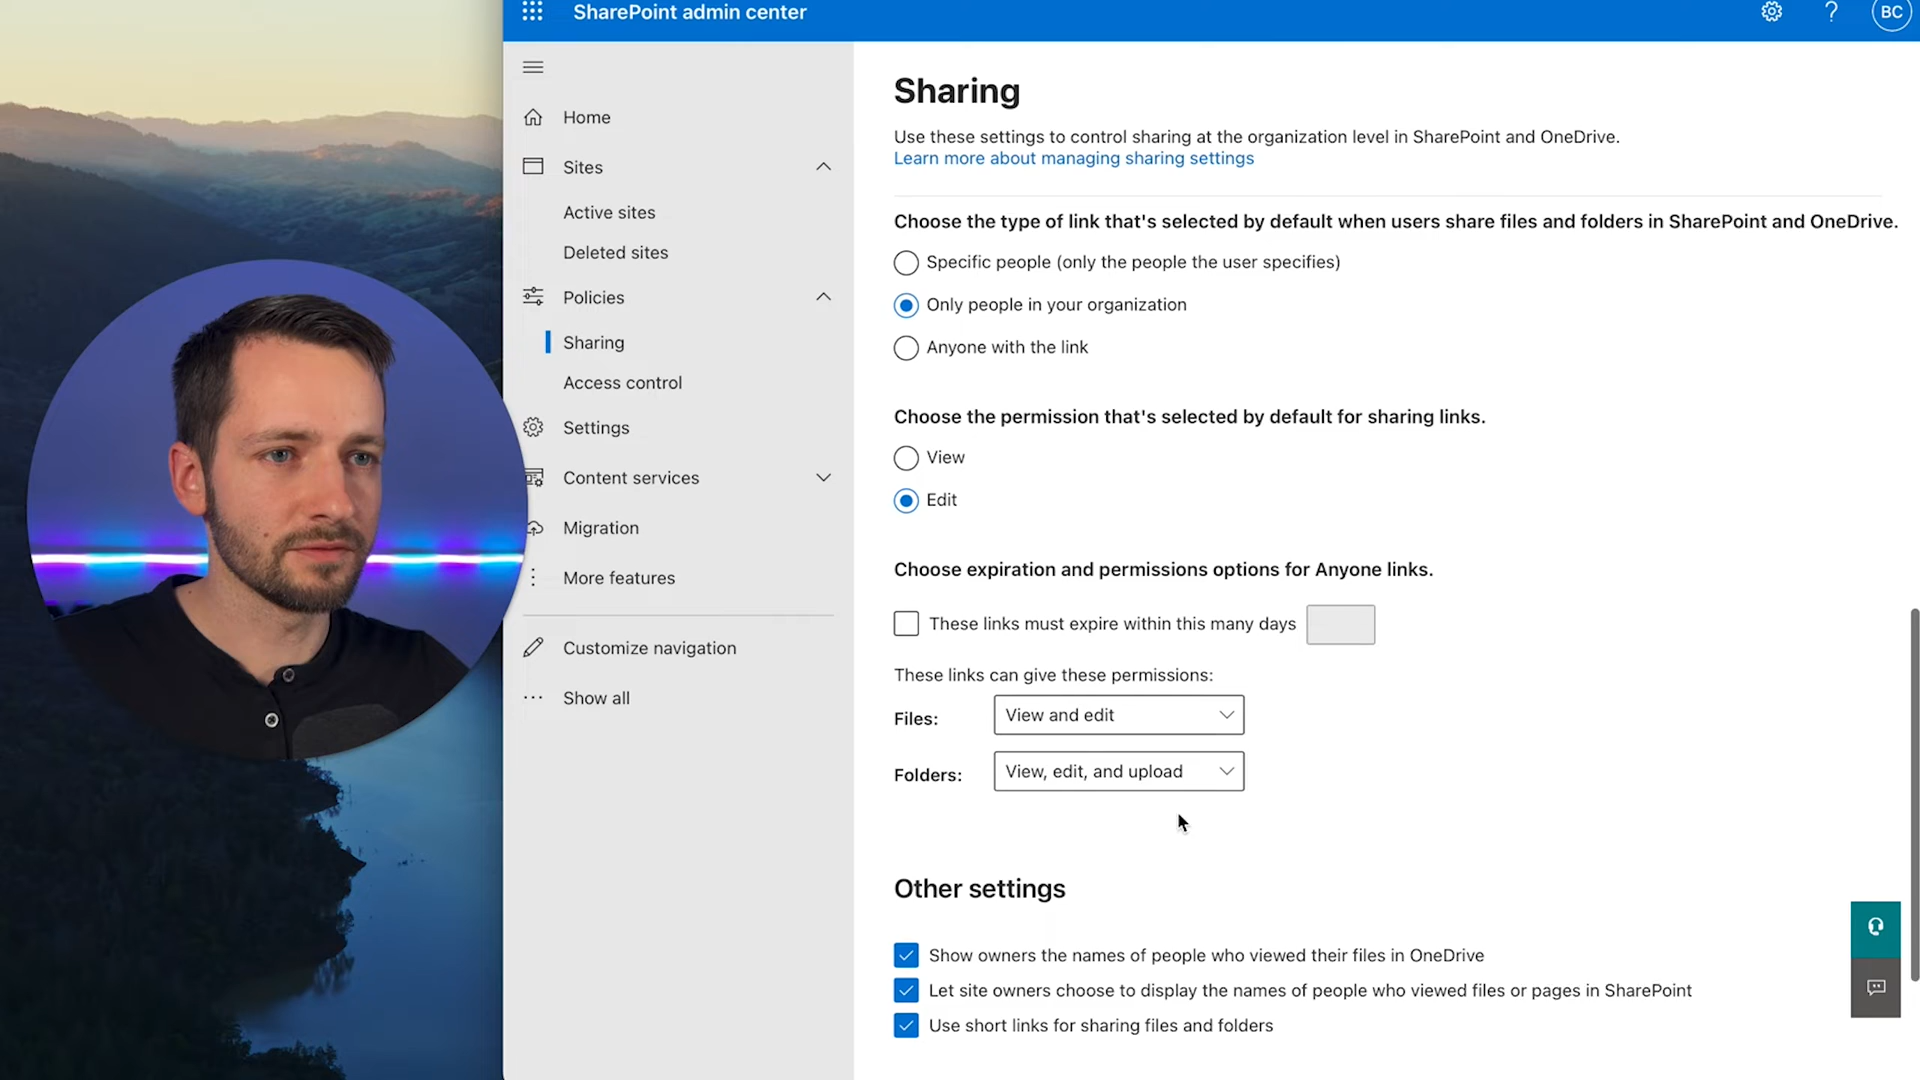 SharePoint admin center
BC
Home
Sites
Active sites
Deleted sites
Policies
Sharing
Access control
Settings
Content services
Migration
More features
Customize navigation
Show all
Sharing
Use these settings to control sharing at the organization level in SharePoint and OneDrive.
Learn more about managing sharing settings
Choose the type of link that's selected by default when users share files and folders in SharePoint and OneDrive.
Specific people (only the people the user specifies)
Only people in your organization
Anyone with the link
Choose the permission that's selected by default for sharing links.
View
Edit
Choose expiration and permissions options for Anyone links.
These links must expire within this many days
These links can give these permissions:
Files: View and edit
Folders: View, edit, and upload
Other settings
Show owners the names of people who viewed their files in OneDrive
Let site owners choose to display the names of people who viewed files or pages in SharePoint
Use short links for sharing files and folders